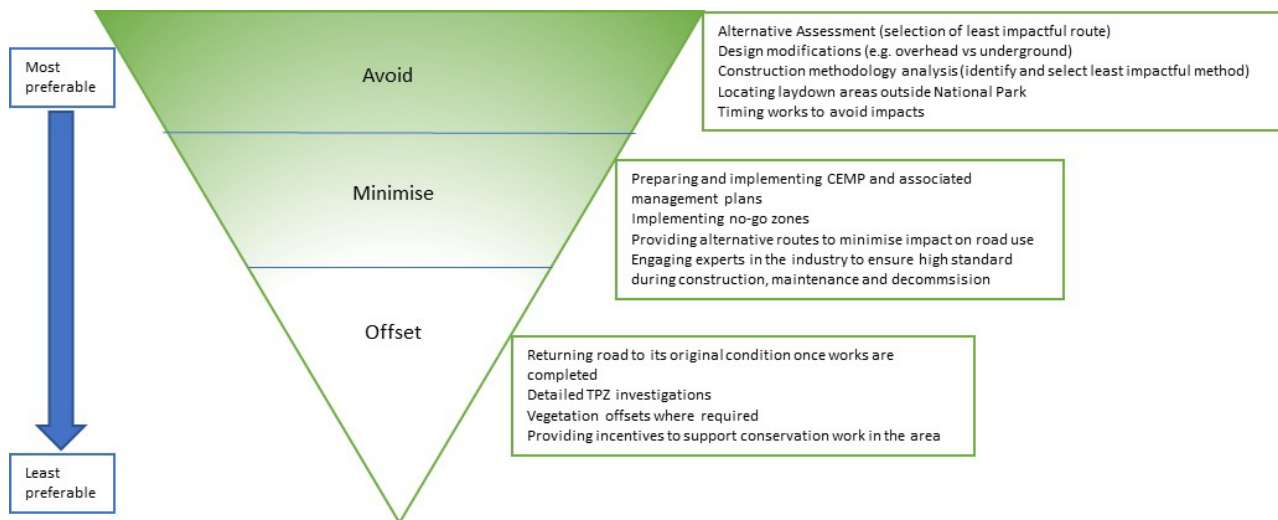 Most
preferable
Avoid
Alternative Assessment (selection of least impactful route)
Design modifications (e.g. overhead vs underground)
Construction methodology analysis (identify and select least impactful method)
Locating laydown areas outside National Park
Timing works to avoid impacts
Minimise
Preparing and implementing CEMP and associated
management plans
Implementing no-go zones
Providing alternative routes to minimise impact on road use
Engaging experts in the industry to ensure high standard
during construction, maintenance and decommsision
Offset
Returning road to its original condition once works are
completed
Detailed TPZ investigations
Vegetation offsets where required
Providing incentives to support conservation work in the area
Least
preferable